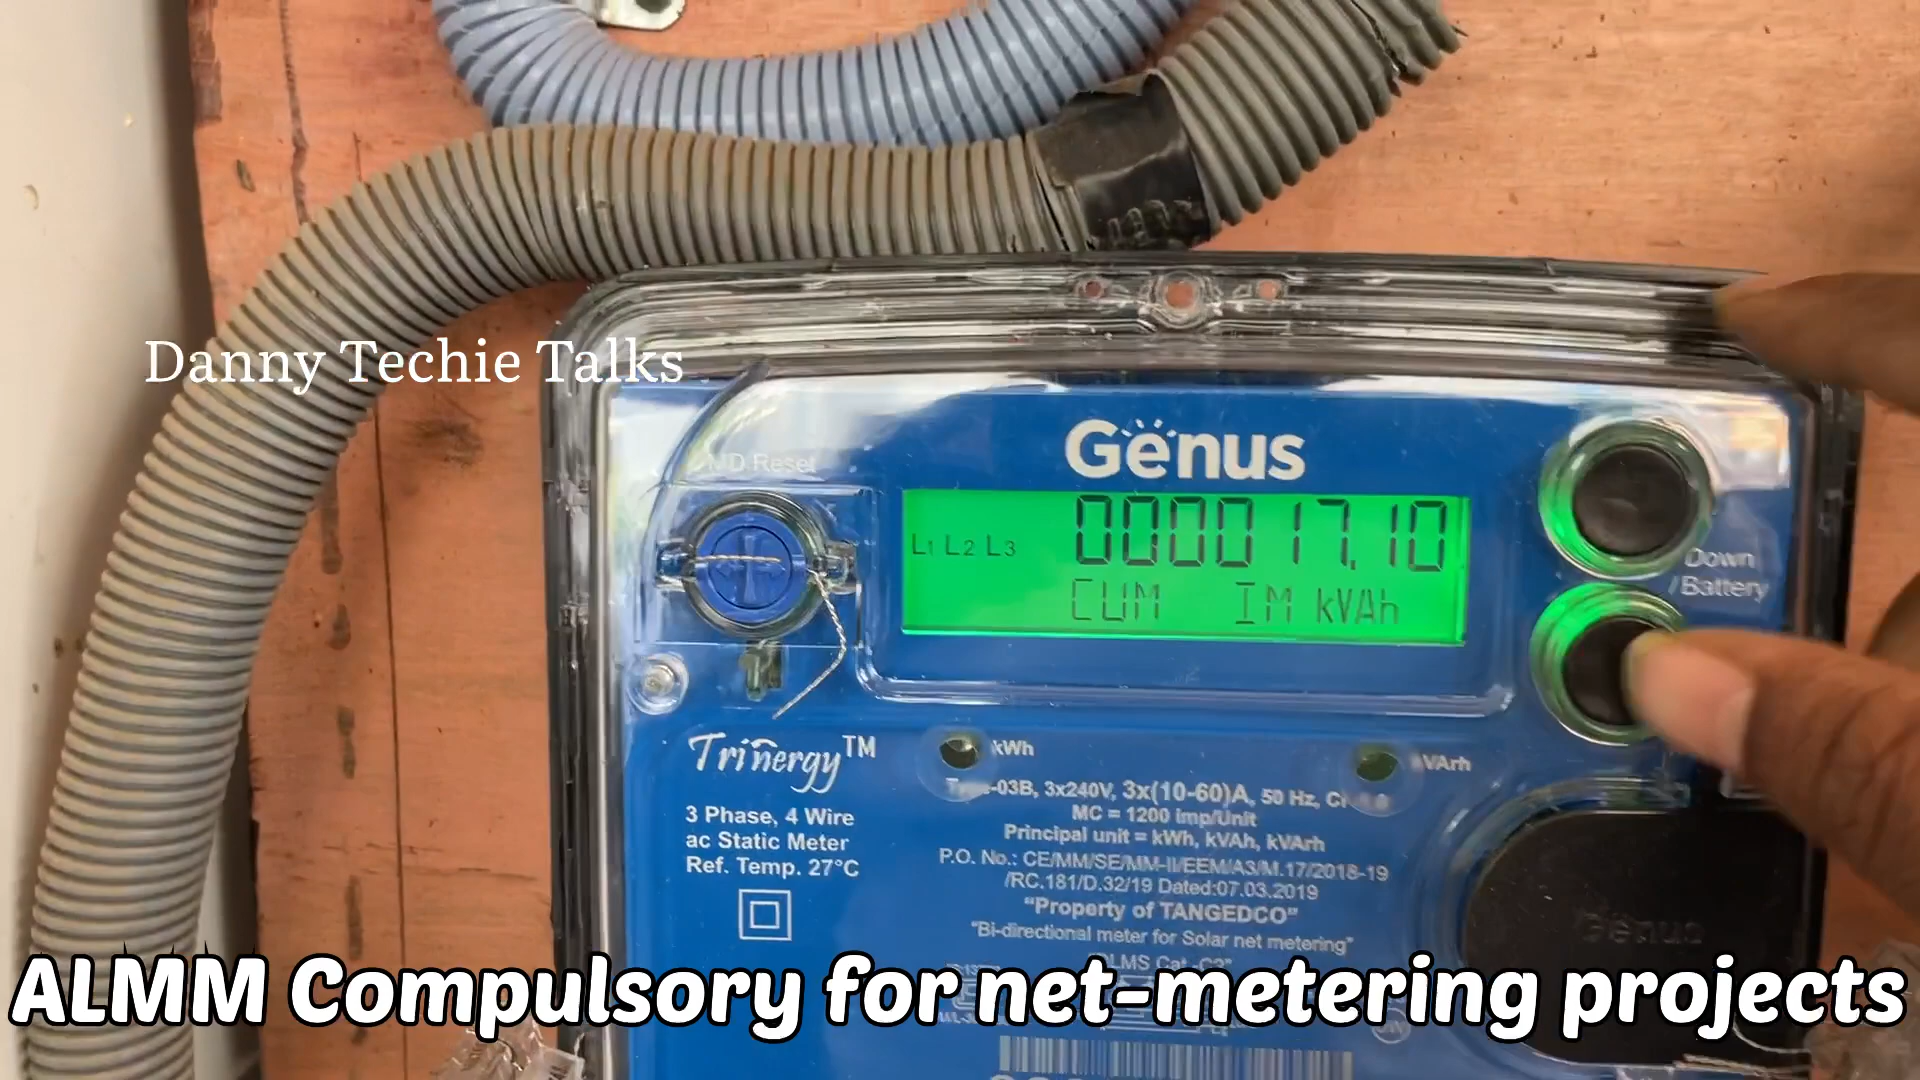 Danny Techie Talks
Genus
MD Reset
000017.10
L1 L2 L3
CUM IM kVAh
Down
/Battery
Trinergy™
kWh
3 Phase, 4 Wire
ac Static Meter
Ref. Temp. 27°C
3x240V, 3x(10-60)A, 50 Hz,
MC = 1200 Imp/Unit
Principal unit = kWh, kVAh, kVArh
P.O. No.: CE/MM/SE/MM-II/EEM/A3/M.17/2018-19
/RC.181/D.32/19 Dated:07.03.2019
"Property of TANGEDCO"
"Bi-directional meter for Solar net metering"
Genus
ALMM Compulsory for net-metering projects